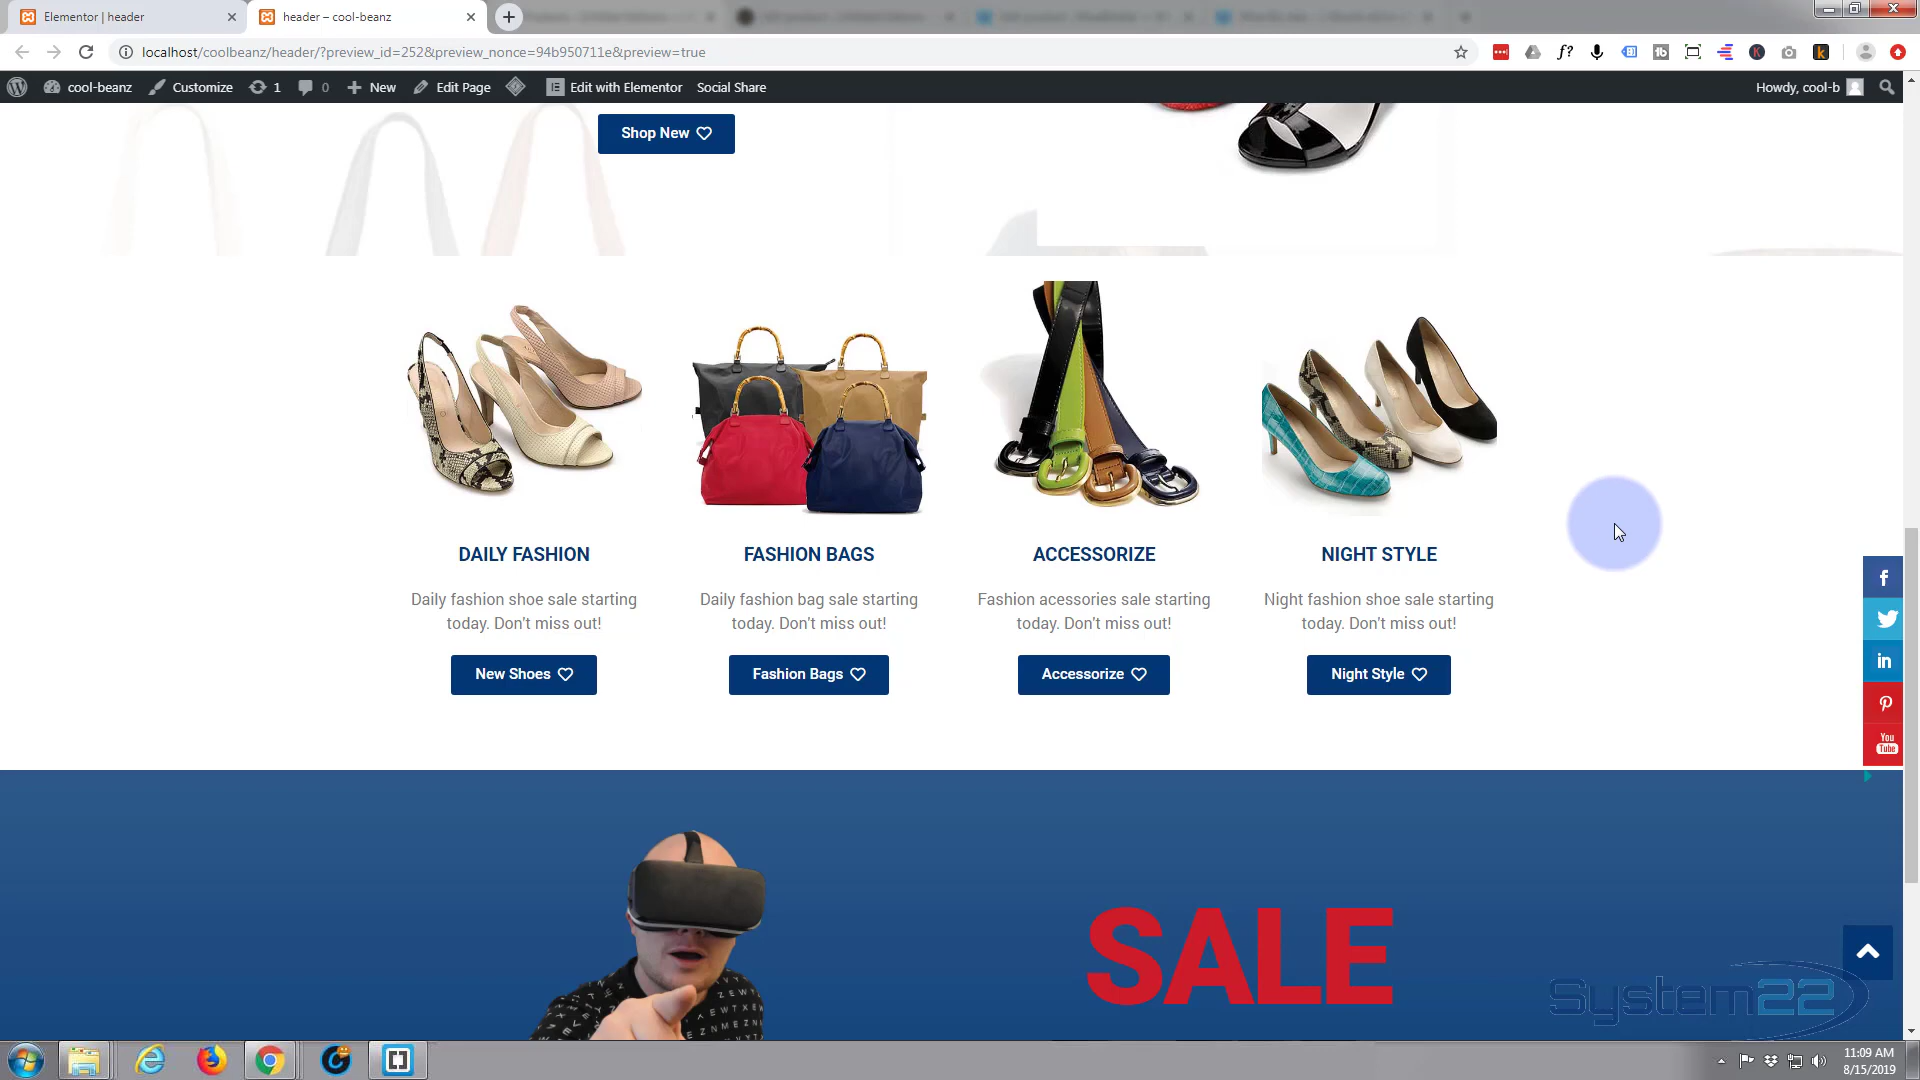 Elementor | header
header – cool-beanz
localhost/coolbeanz/header/?preview_id=252&preview_nonce=94b950711e&preview=true
cool-beanz
Customize
1
0
New
Edit Page
Edit with Elementor
Social Share
Howdy, cool-b
Shop New
DAILY FASHION
Daily fashion shoe sale starting
today. Don't miss out!
New Shoes
FASHION BAGS
Daily fashion bag sale starting
today. Don't miss out!
Fashion Bags
ACCESSORIZE
Fashion acessories sale starting
today. Don't miss out!
Accessorize
NIGHT STYLE
Night fashion shoe sale starting
today. Don't miss out!
Night Style
You
Tube
SALE
System22
11:09 AM
8/15/2019